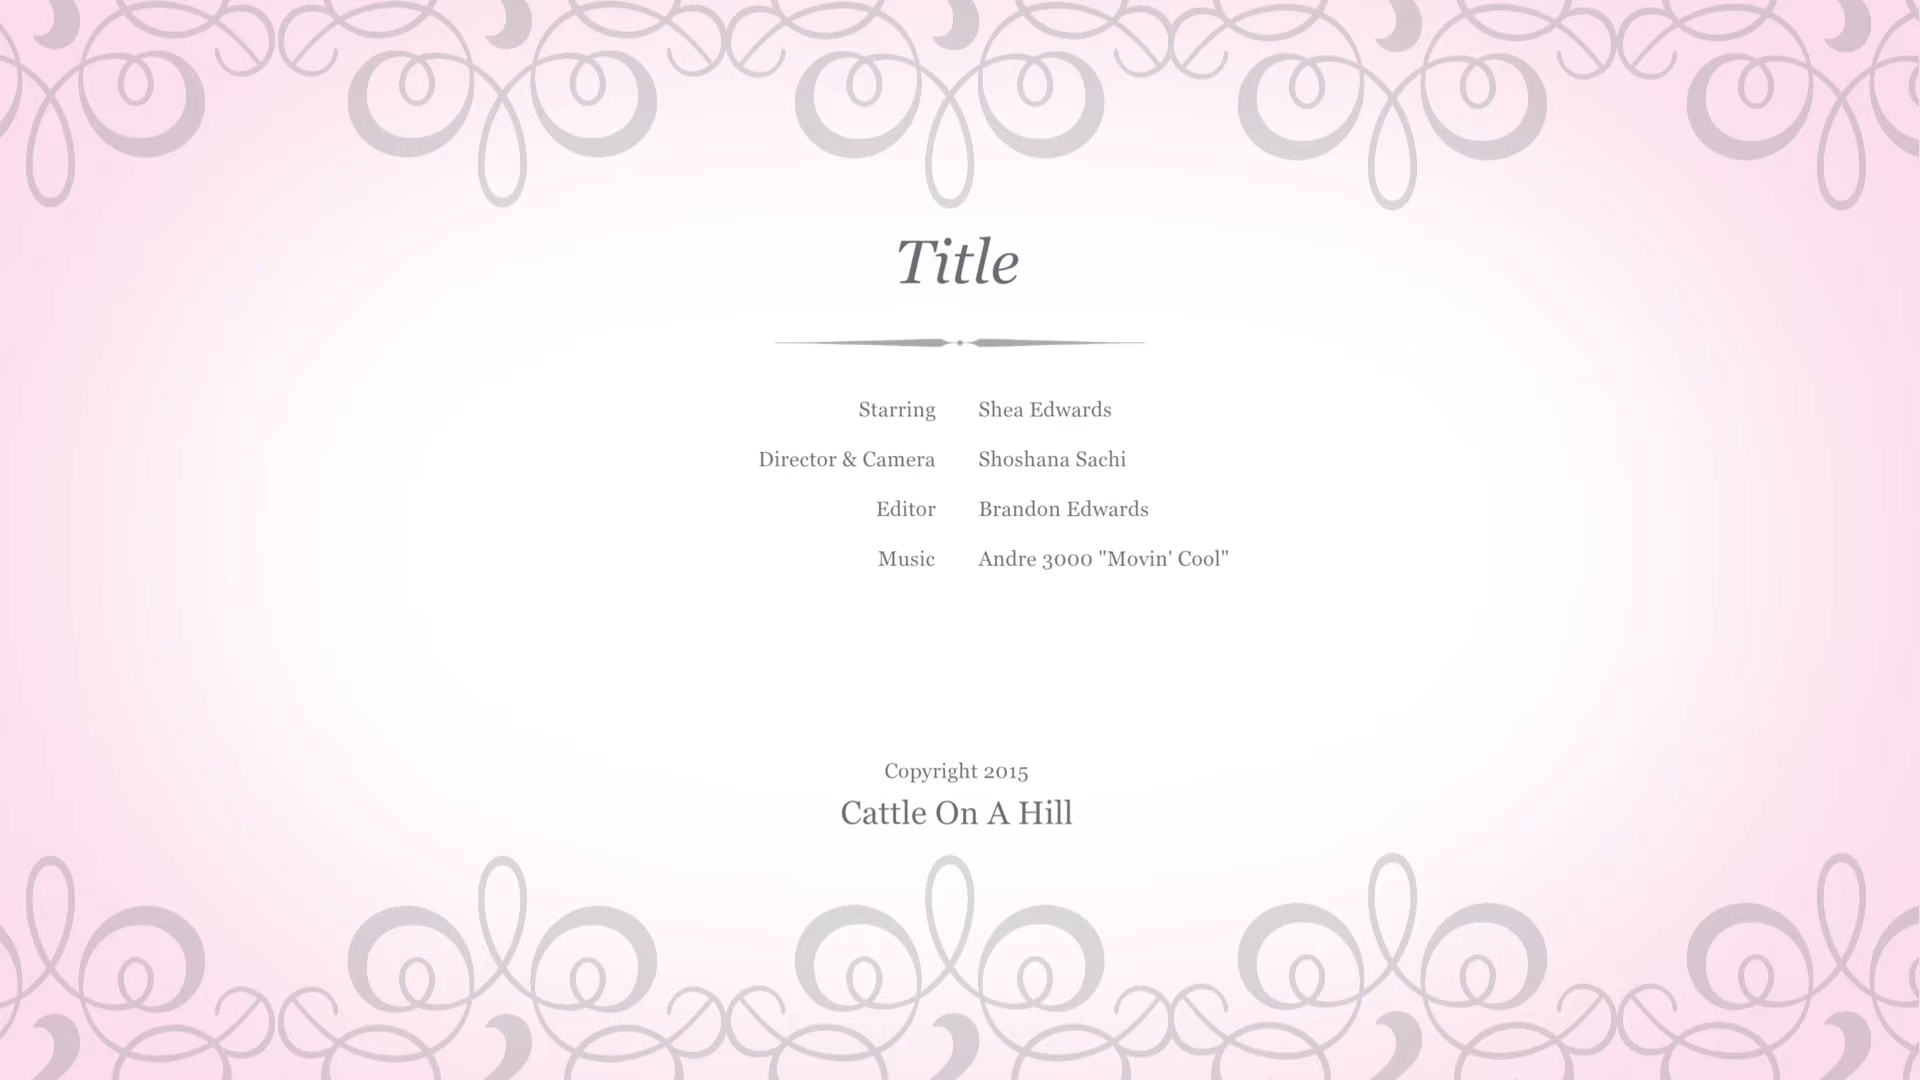 Title
Starring Shea Edwards
Director & Camera Shoshana Sachi
Editor Brandon Edwards
Music Andre 3000 "Movin' Cool"
Copyright 2015
Cattle On A Hill